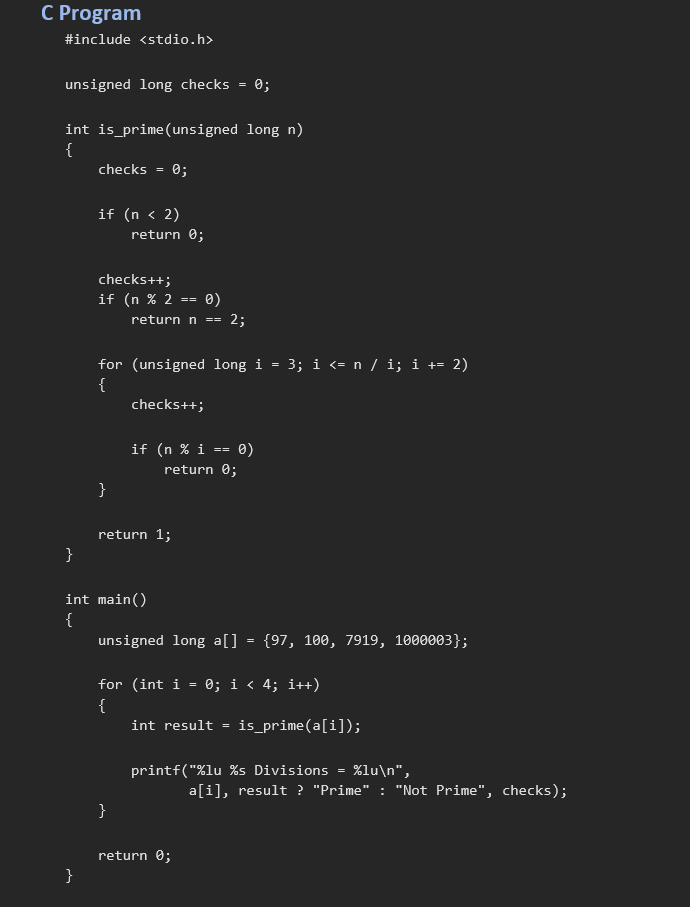 C Program
#include <stdio.h>
unsigned long checks = 0;
int is_prime(unsigned long n)
{
checks = 0;
if (n < 2)
return 0;
checks++;
if (n % 2 == 0)
return n == 2;
for (unsigned long i = 3; i <= n / i; i += 2)
{
checks++;
if (n % i == 0)
return 0;
}
return 1;
}
int main()
{
unsigned long a[] = {97, 100, 7919, 1000003};
for (int i = 0; i < 4; i++)
{
int result = is_prime(a[i]);
printf("%lu %s Divisions = %lu\n",
a[i], result ? "Prime" : "Not Prime", checks);
}
return 0;
}